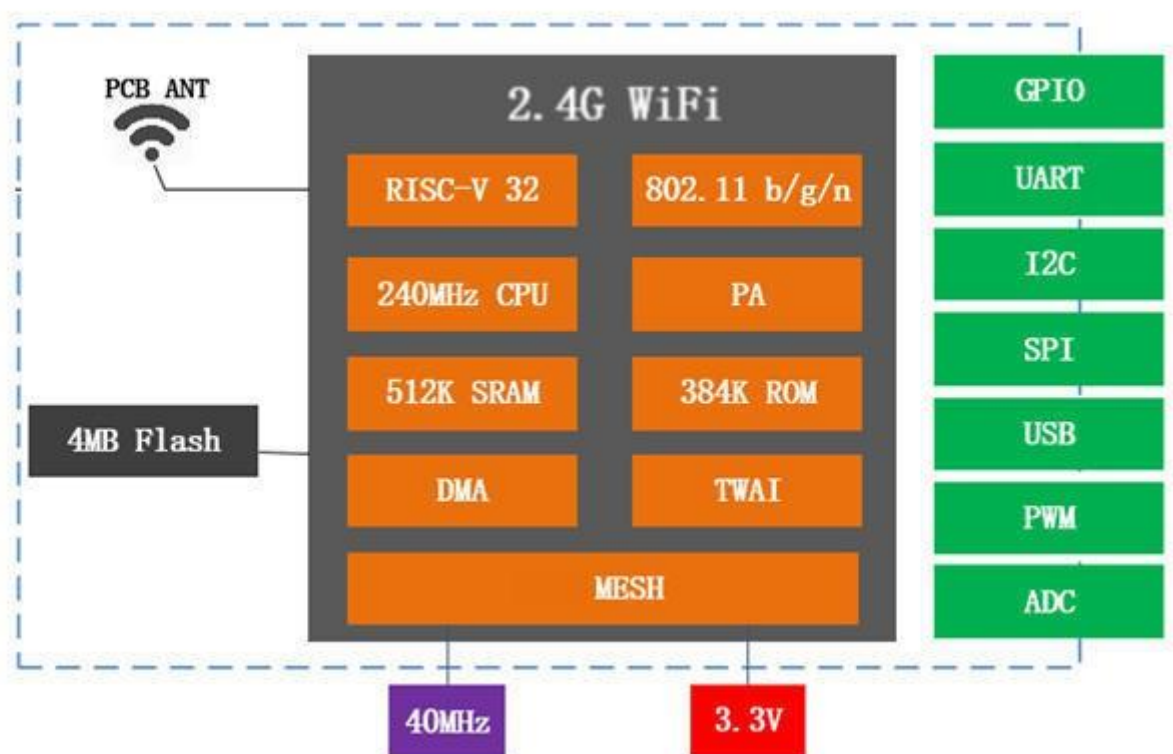 PCB ANT
2.4G WiFi
RISC-V 32
802.11 b/g/n
240MHz CPU
PA
512K SRAM
384K ROM
4MB Flash
DMA
TWAI
MESH
GPIO
UART
I2C
SPI
USB
PWM
ADC
40MHz
3.3V